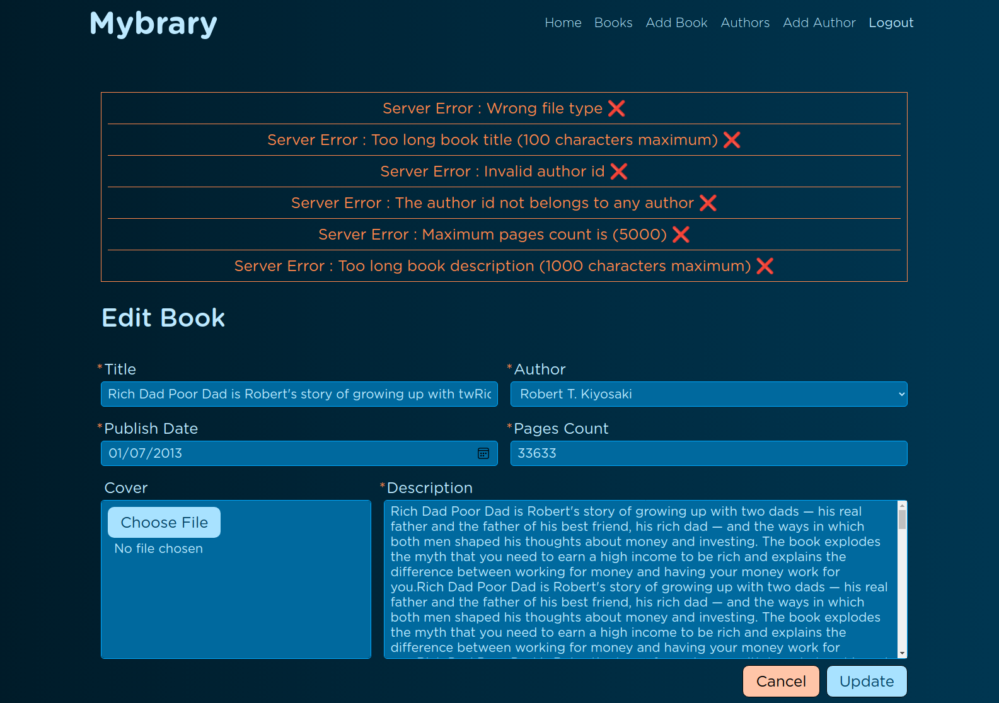 Mybrary
Home Books Add Book Authors Add Author Logout
Server Error : Wrong file type ❌
Server Error : Too long book title (100 characters maximum) ❌
Server Error : Invalid author id ❌
Server Error : The author id not belongs to any author ❌
Server Error : Maximum pages count is (5000) ❌
Server Error : Too long book description (1000 characters maximum) ❌
Edit Book
*Title
*Author
Rich Dad Poor Dad is Robert's story of growing up with twRic
Robert T. Kiyosaki
*Publish Date
*Pages Count
01/07/2013
33633
Cover
*Description
Choose File
No file chosen
Rich Dad Poor Dad is Robert's story of growing up with two dads — his real
father and the father of his best friend, his rich dad — and the ways in which
both men shaped his thoughts about money and investing. The book explodes
the myth that you need to earn a high income to be rich and explains the
difference between working for money and having your money work for
you.Rich Dad Poor Dad is Robert's story of growing up with two dads — his real
father and the father of his best friend, his rich dad — and the ways in which
both men shaped his thoughts about money and investing. The book explodes
the myth that you need to earn a high income to be rich and explains the
difference between working for money and having your money work for
Cancel
Update